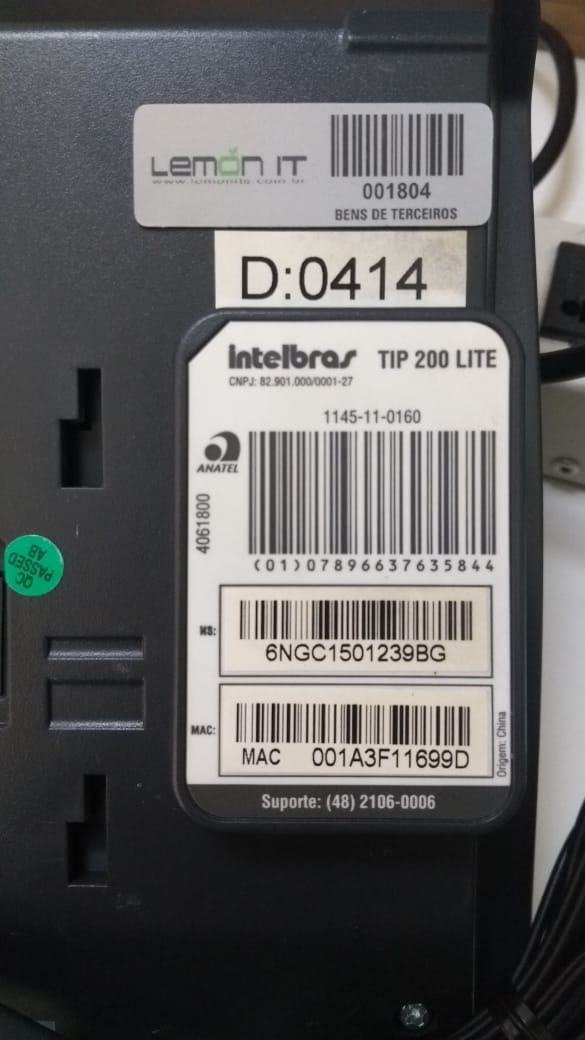 Lemon IT
www.lemonits.com.br
001804
BENS DE TERCEIROS
D:0414
intelbras TIP 200 LITE
CNPJ: 82.901.000/0001-27
1145-11-0160
ANATEL
4061800
(01)07896637635844
QC
PASSED
AB
NS:
6NGC1501239BG
MAC:
MAC 001A3F11699D
Origem: China
Suporte: (48) 2106-0006